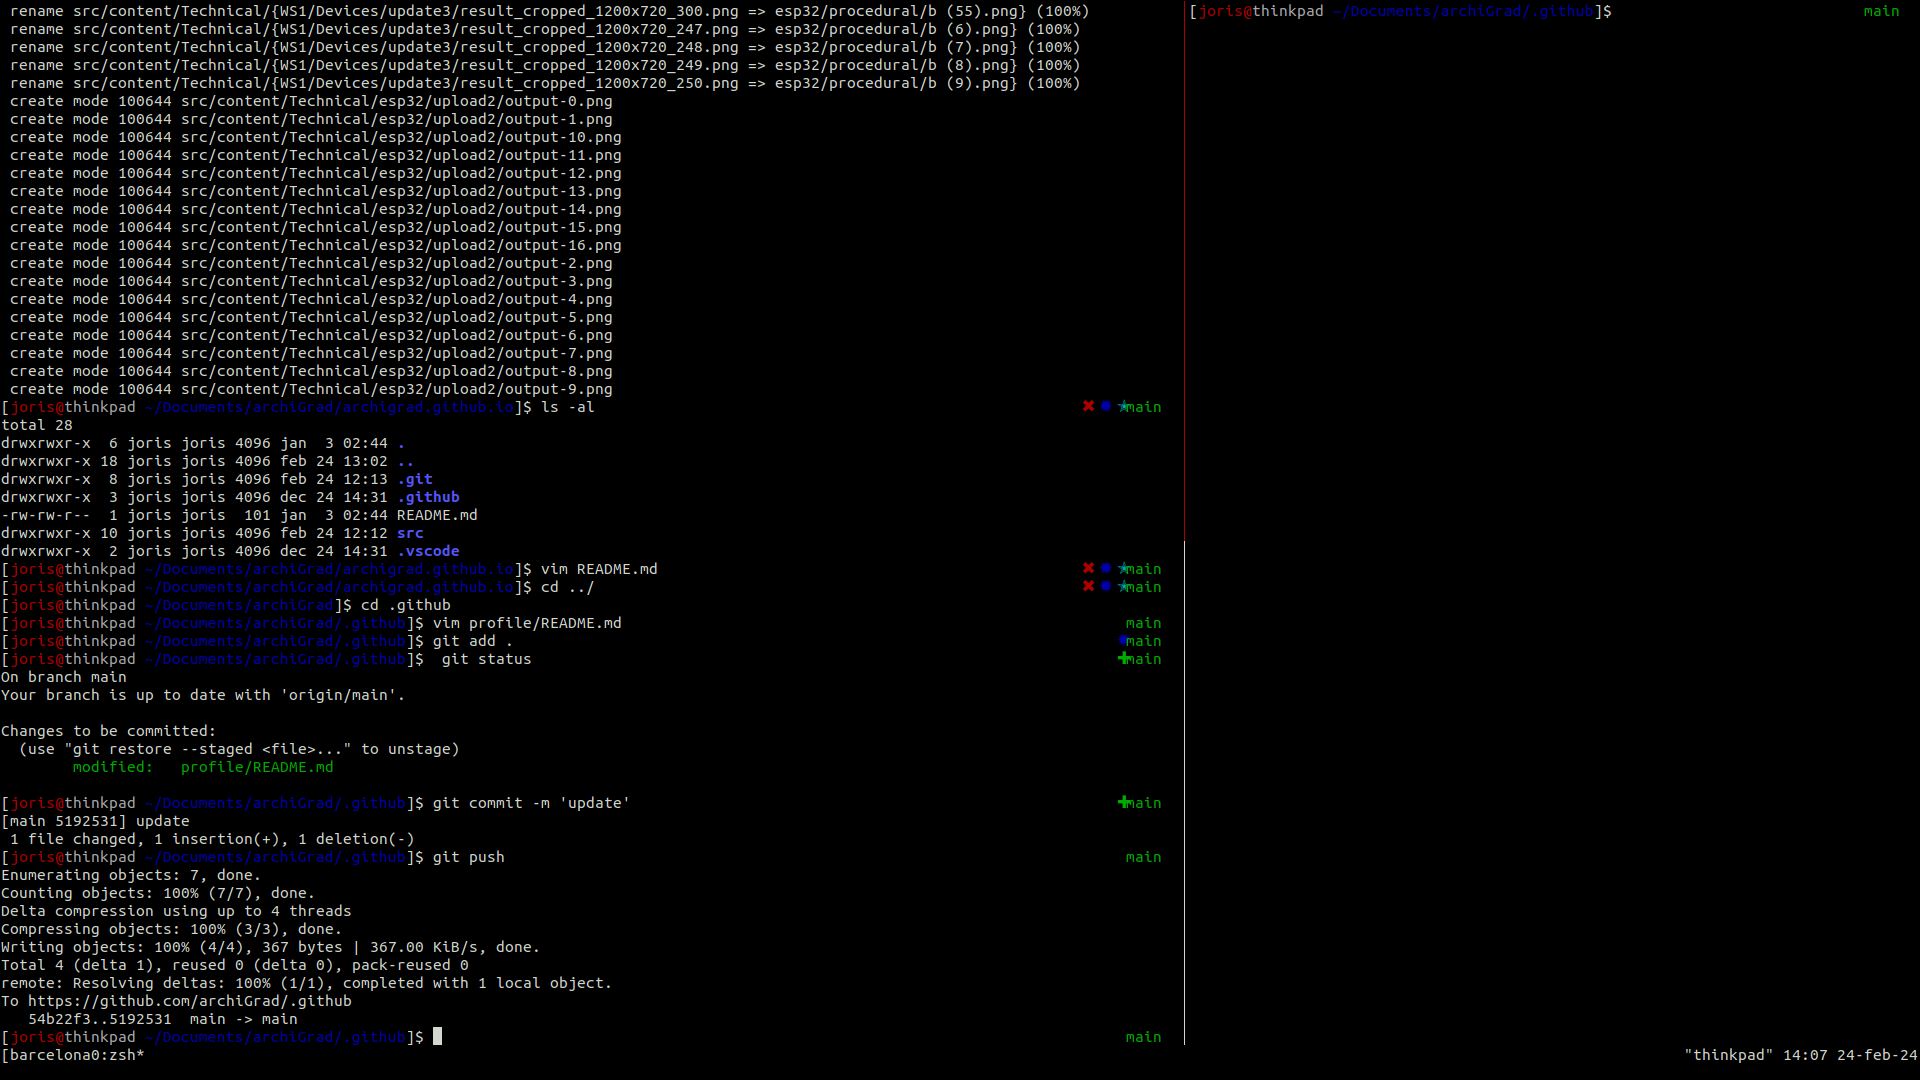 rename src/content/Technical/{WS1/Devices/update3/result_cropped_1200x720_300.png => esp32/procedural/b (55).png} (100%)
 rename src/content/Technical/{WS1/Devices/update3/result_cropped_1200x720_247.png => esp32/procedural/b (6).png} (100%)
 rename src/content/Technical/{WS1/Devices/update3/result_cropped_1200x720_248.png => esp32/procedural/b (7).png} (100%)
 rename src/content/Technical/{WS1/Devices/update3/result_cropped_1200x720_249.png => esp32/procedural/b (8).png} (100%)
 rename src/content/Technical/{WS1/Devices/update3/result_cropped_1200x720_250.png => esp32/procedural/b (9).png} (100%)
 create mode 100644 src/content/Technical/esp32/upload2/output-0.png
 create mode 100644 src/content/Technical/esp32/upload2/output-1.png
 create mode 100644 src/content/Technical/esp32/upload2/output-10.png
 create mode 100644 src/content/Technical/esp32/upload2/output-11.png
 create mode 100644 src/content/Technical/esp32/upload2/output-12.png
 create mode 100644 src/content/Technical/esp32/upload2/output-13.png
 create mode 100644 src/content/Technical/esp32/upload2/output-14.png
 create mode 100644 src/content/Technical/esp32/upload2/output-15.png
 create mode 100644 src/content/Technical/esp32/upload2/output-16.png
 create mode 100644 src/content/Technical/esp32/upload2/output-2.png
 create mode 100644 src/content/Technical/esp32/upload2/output-3.png
 create mode 100644 src/content/Technical/esp32/upload2/output-4.png
 create mode 100644 src/content/Technical/esp32/upload2/output-5.png
 create mode 100644 src/content/Technical/esp32/upload2/output-6.png
 create mode 100644 src/content/Technical/esp32/upload2/output-7.png
 create mode 100644 src/content/Technical/esp32/upload2/output-8.png
 create mode 100644 src/content/Technical/esp32/upload2/output-9.png
[joris@thinkpad ~/Documents/archiGrad/archigrad.github.io]$ ls -al ✖ ● ★main
total 28
drwxrwxr-x  6 joris joris 4096 jan  3 02:44 .
drwxrwxr-x 18 joris joris 4096 feb 24 13:02 ..
drwxrwxr-x  8 joris joris 4096 feb 24 12:13 .git
drwxrwxr-x  3 joris joris 4096 dec 24 14:31 .github
-rw-rw-r--  1 joris joris  101 jan  3 02:44 README.md
drwxrwxr-x 10 joris joris 4096 feb 24 12:12 src
drwxrwxr-x  2 joris joris 4096 dec 24 14:31 .vscode
[joris@thinkpad ~/Documents/archiGrad/archigrad.github.io]$ vim README.md ✖ ● ★main
[joris@thinkpad ~/Documents/archiGrad/archigrad.github.io]$ cd ../ ✖ ● ★main
[joris@thinkpad ~/Documents/archiGrad]$ cd .github
[joris@thinkpad ~/Documents/archiGrad/.github]$ vim profile/README.md main
[joris@thinkpad ~/Documents/archiGrad/.github]$ git add . ●main
[joris@thinkpad ~/Documents/archiGrad/.github]$  git status ✚main
On branch main
Your branch is up to date with 'origin/main'.

Changes to be committed:
  (use "git restore --staged <file>..." to unstage)
        modified:   profile/README.md

[joris@thinkpad ~/Documents/archiGrad/.github]$ git commit -m 'update' ✚main
[main 5192531] update
 1 file changed, 1 insertion(+), 1 deletion(-)
[joris@thinkpad ~/Documents/archiGrad/.github]$ git push main
Enumerating objects: 7, done.
Counting objects: 100% (7/7), done.
Delta compression using up to 4 threads
Compressing objects: 100% (3/3), done.
Writing objects: 100% (4/4), 367 bytes | 367.00 KiB/s, done.
Total 4 (delta 1), reused 0 (delta 0), pack-reused 0
remote: Resolving deltas: 100% (1/1), completed with 1 local object.
To https://github.com/archiGrad/.github
   54b22f3..5192531  main -> main
[joris@thinkpad ~/Documents/archiGrad/.github]$ main
[joris@thinkpad ~/Documents/archiGrad/.github]$ main
[barcelona0:zsh* "thinkpad" 14:07 24-feb-24